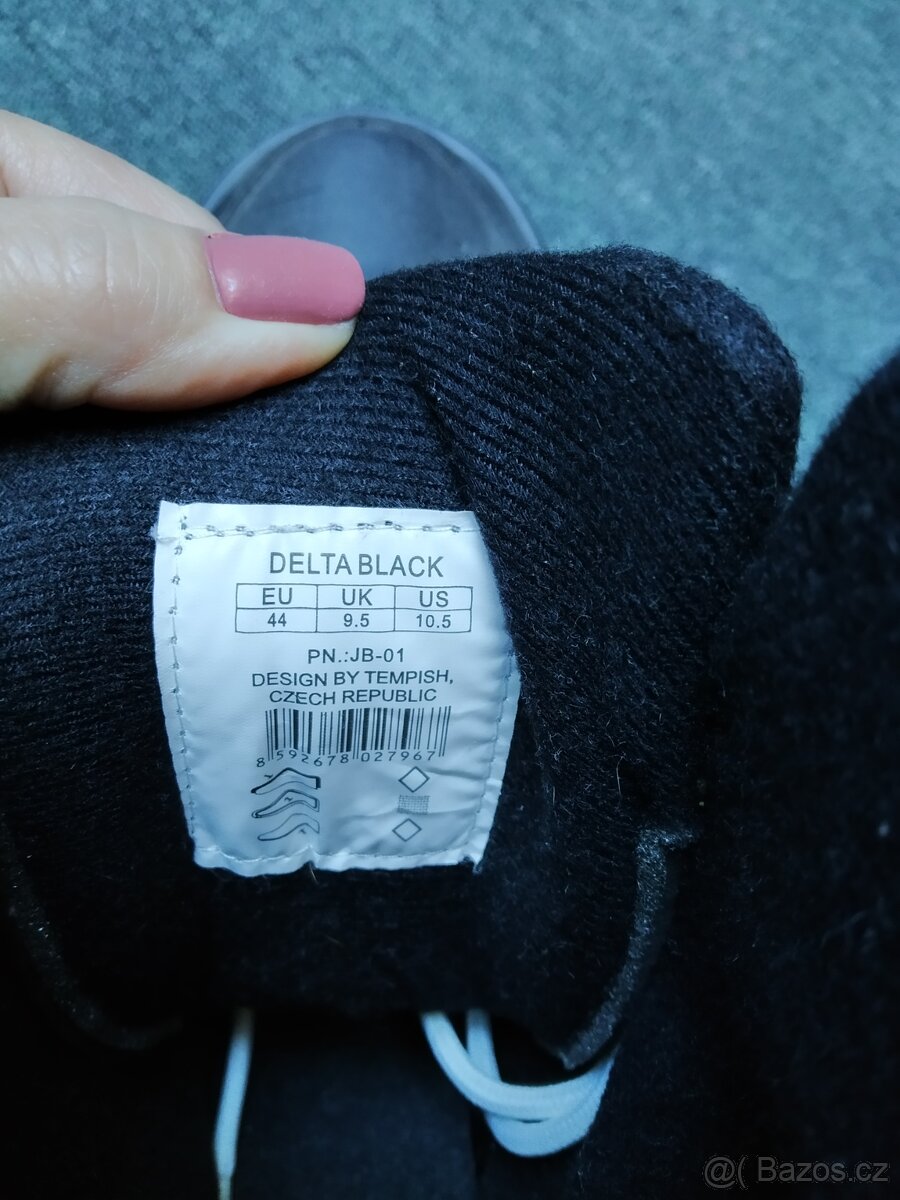 DELTA BLACK
EU UK US
44 9.5 10.5
PN.:JB-01
DESIGN BY TEMPISH,
CZECH REPUBLIC
8 592678 027967
@( Bazos.cz